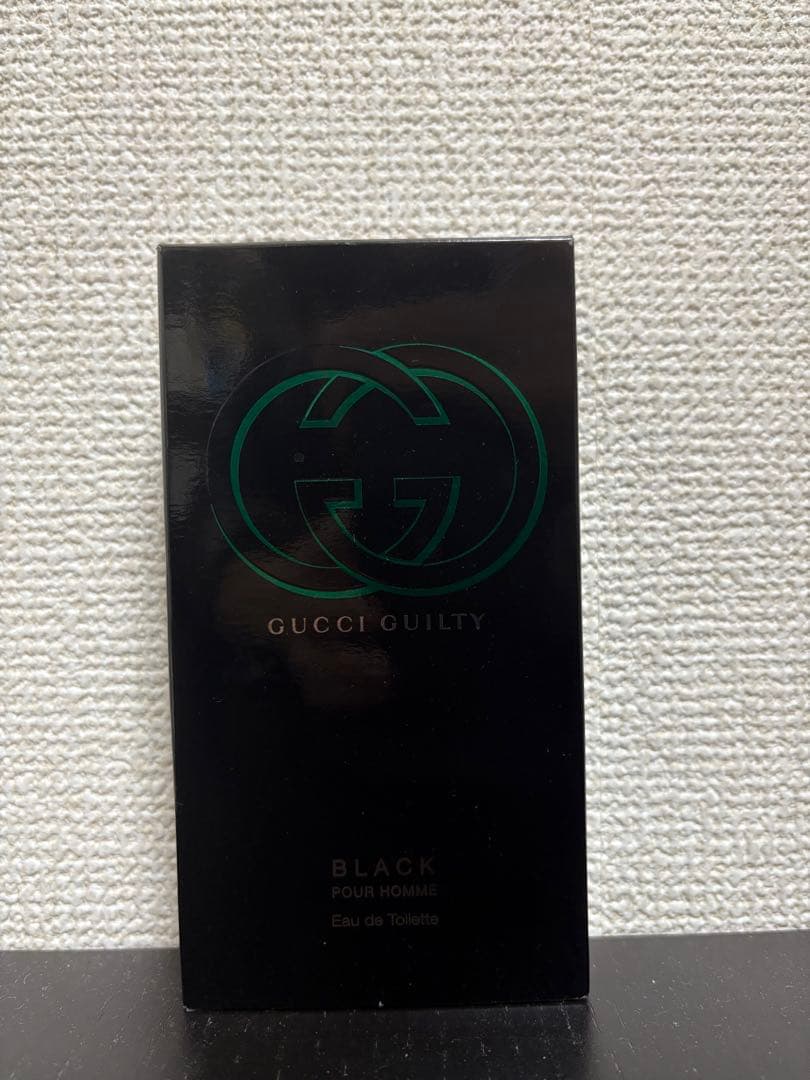 GUCCI GUILTY
BLACK
POUR HOMME
Eau de Toilette